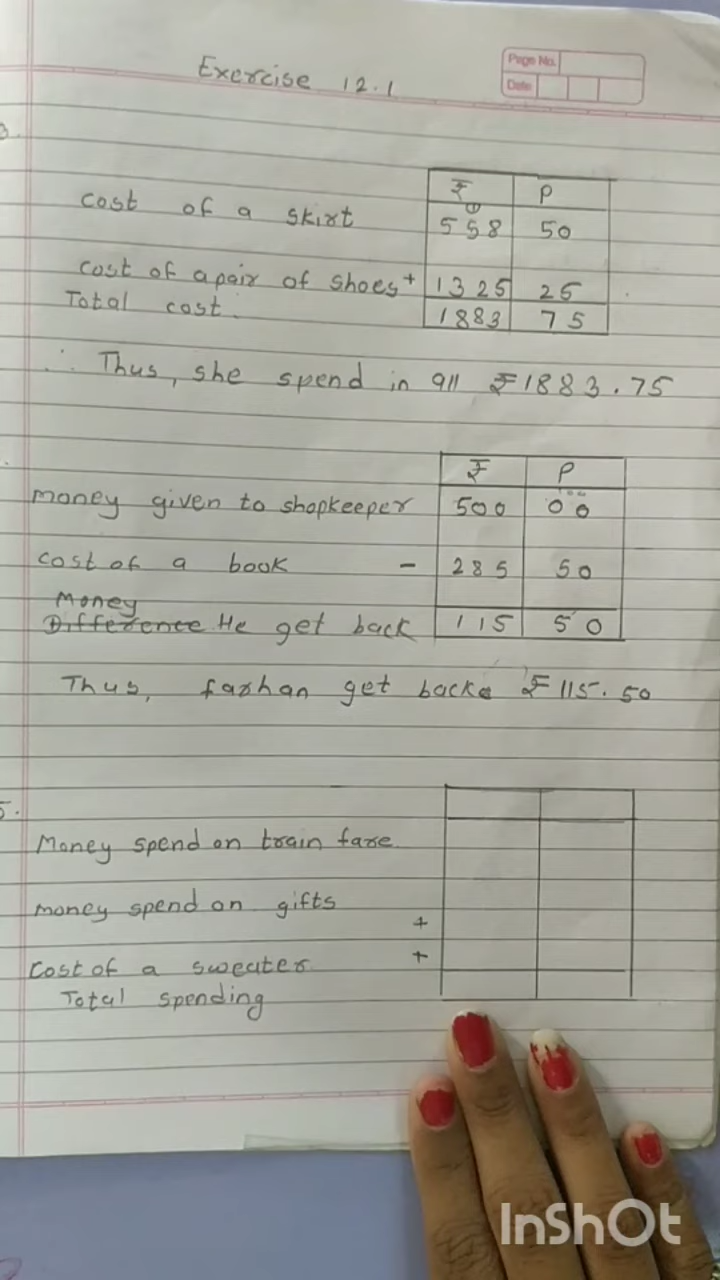 Exercise 12.1
Page No.
Date
₹ P
Cost of a skirt 558 50
Cost of a pair of shoes + 1325 25
Total cost. 1883 75
∴ Thus, she spend in all ₹1883.75
₹ P
Money given to shopkeeper 500 00
Cost of a book - 285 50
Money
Difference He get back 115 50
Thus, farhan get back ₹115.50
5.
Money spend on train fare
Money spend on gifts +
Cost of a sweater +
Total spending
InShOt